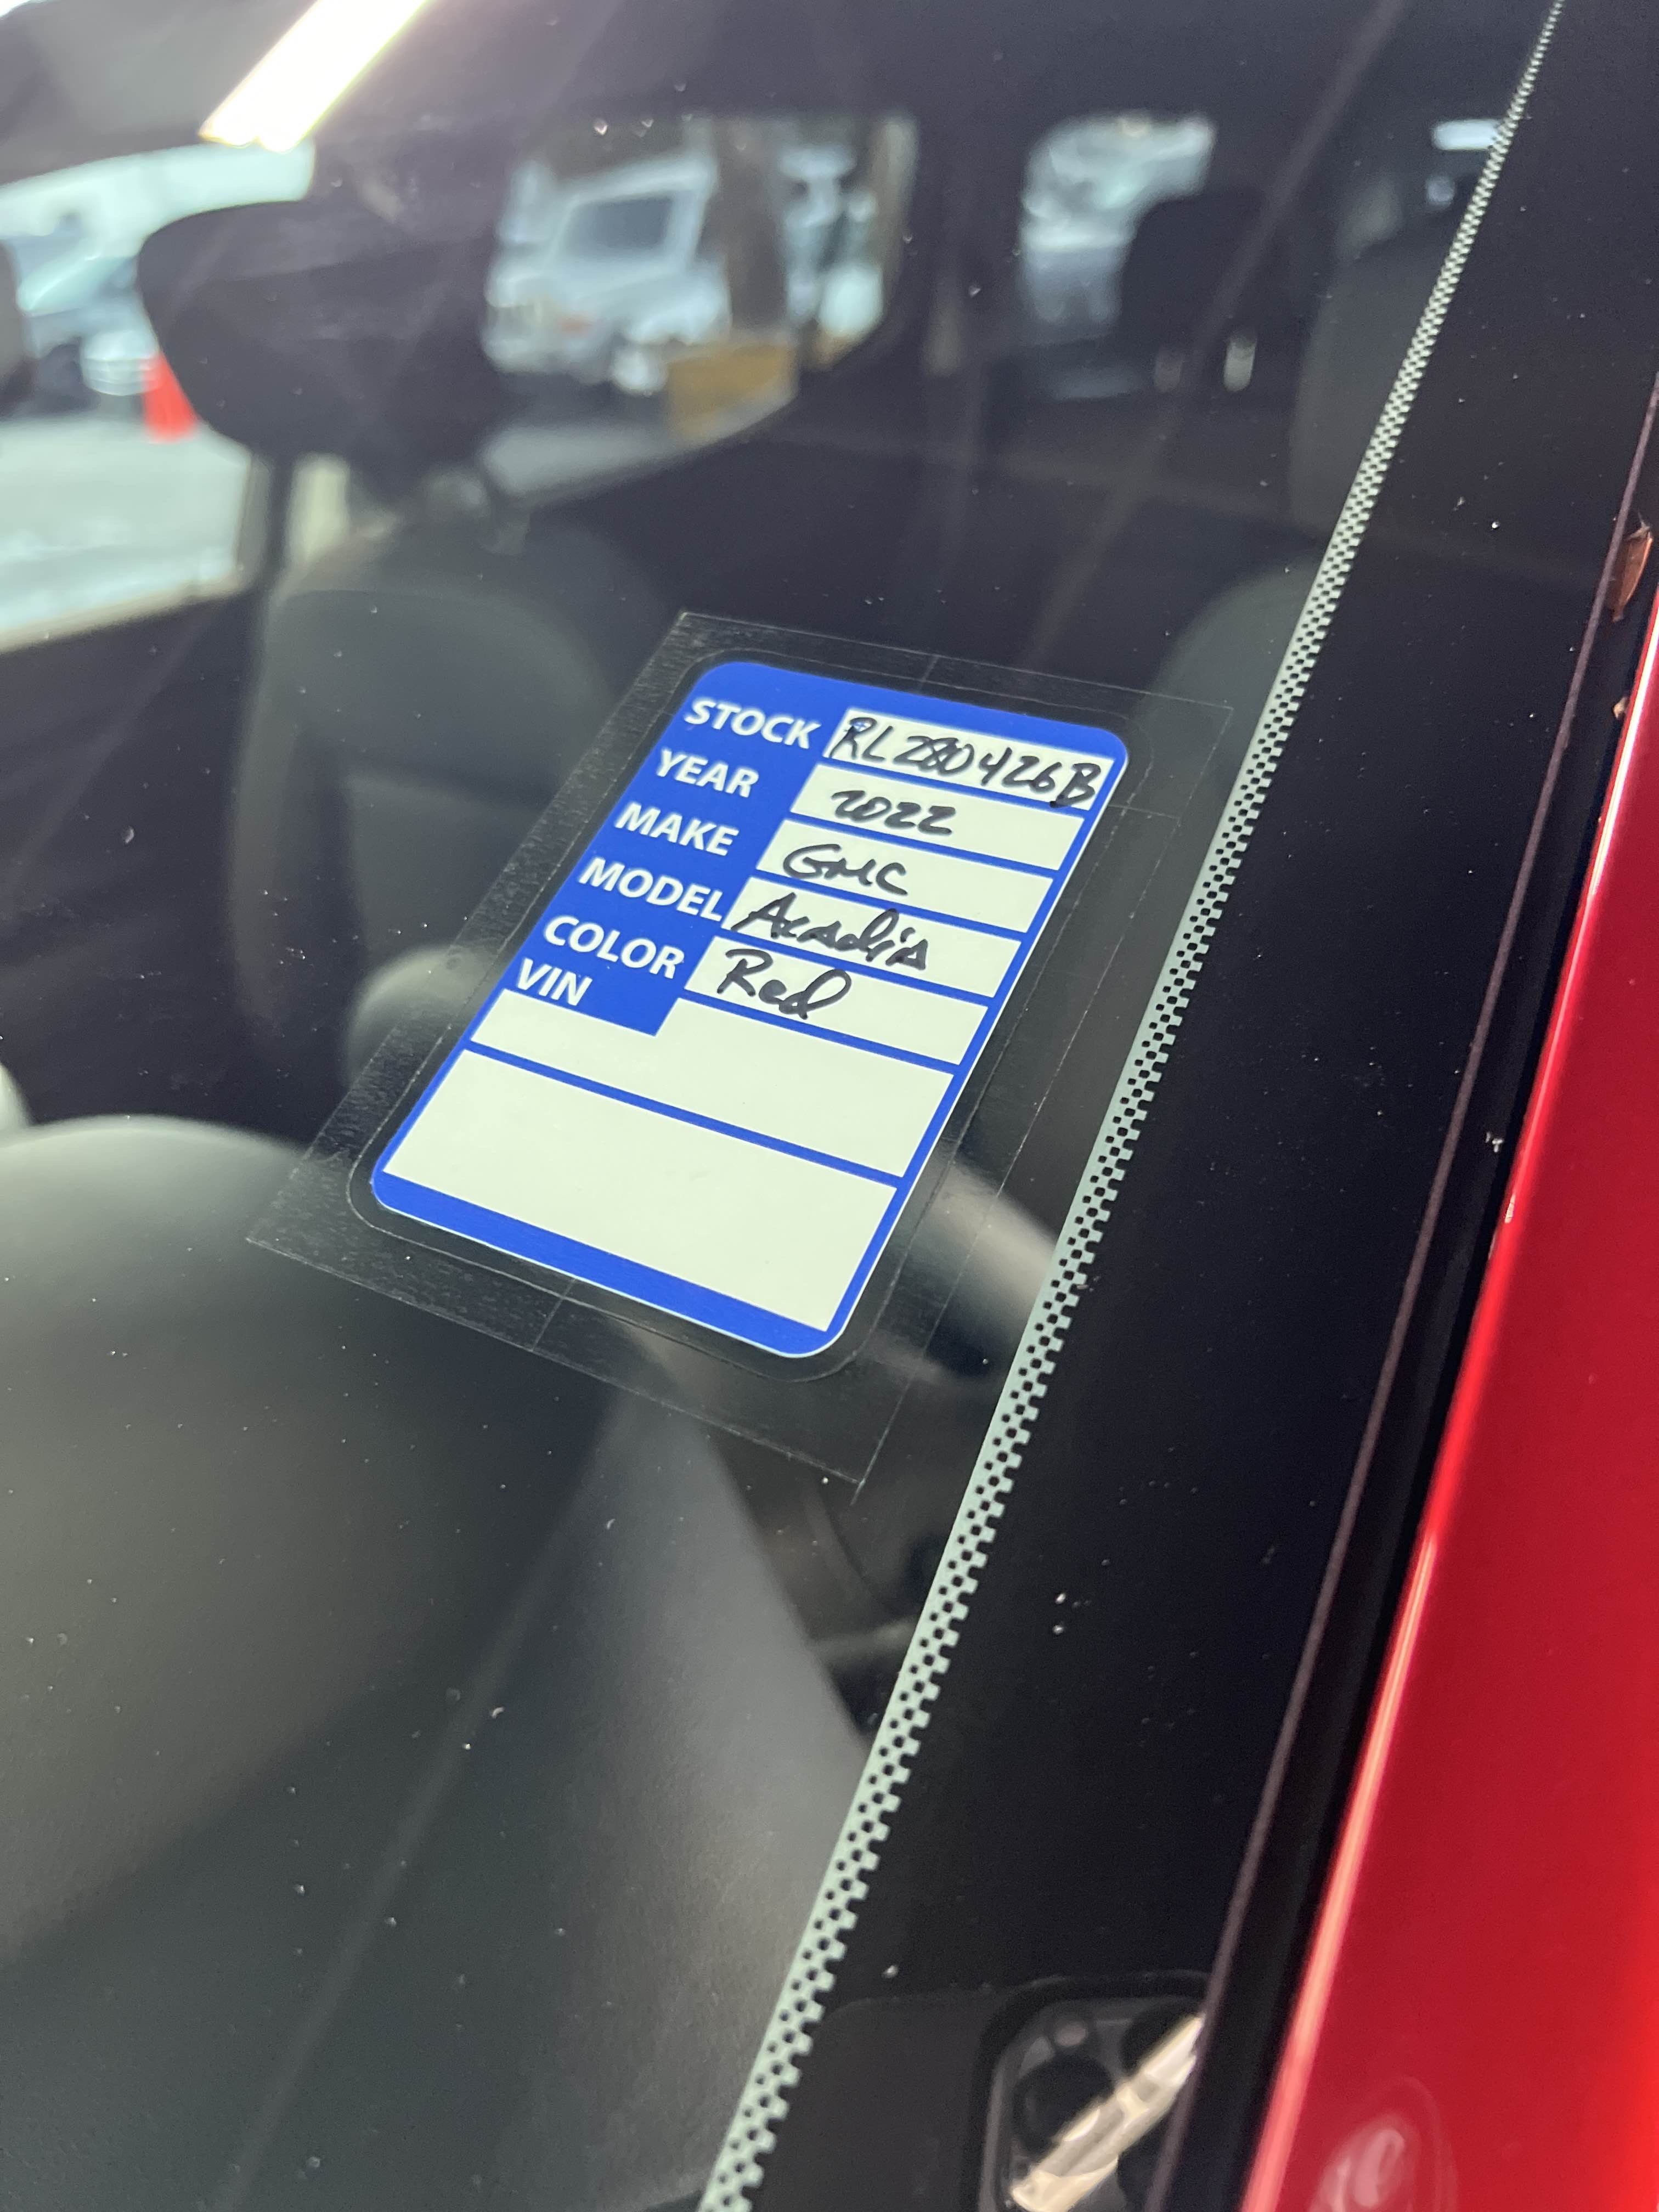 STOCK RL280426B
YEAR 2022
MAKE GMC
MODEL Acadia
COLOR Red
VIN